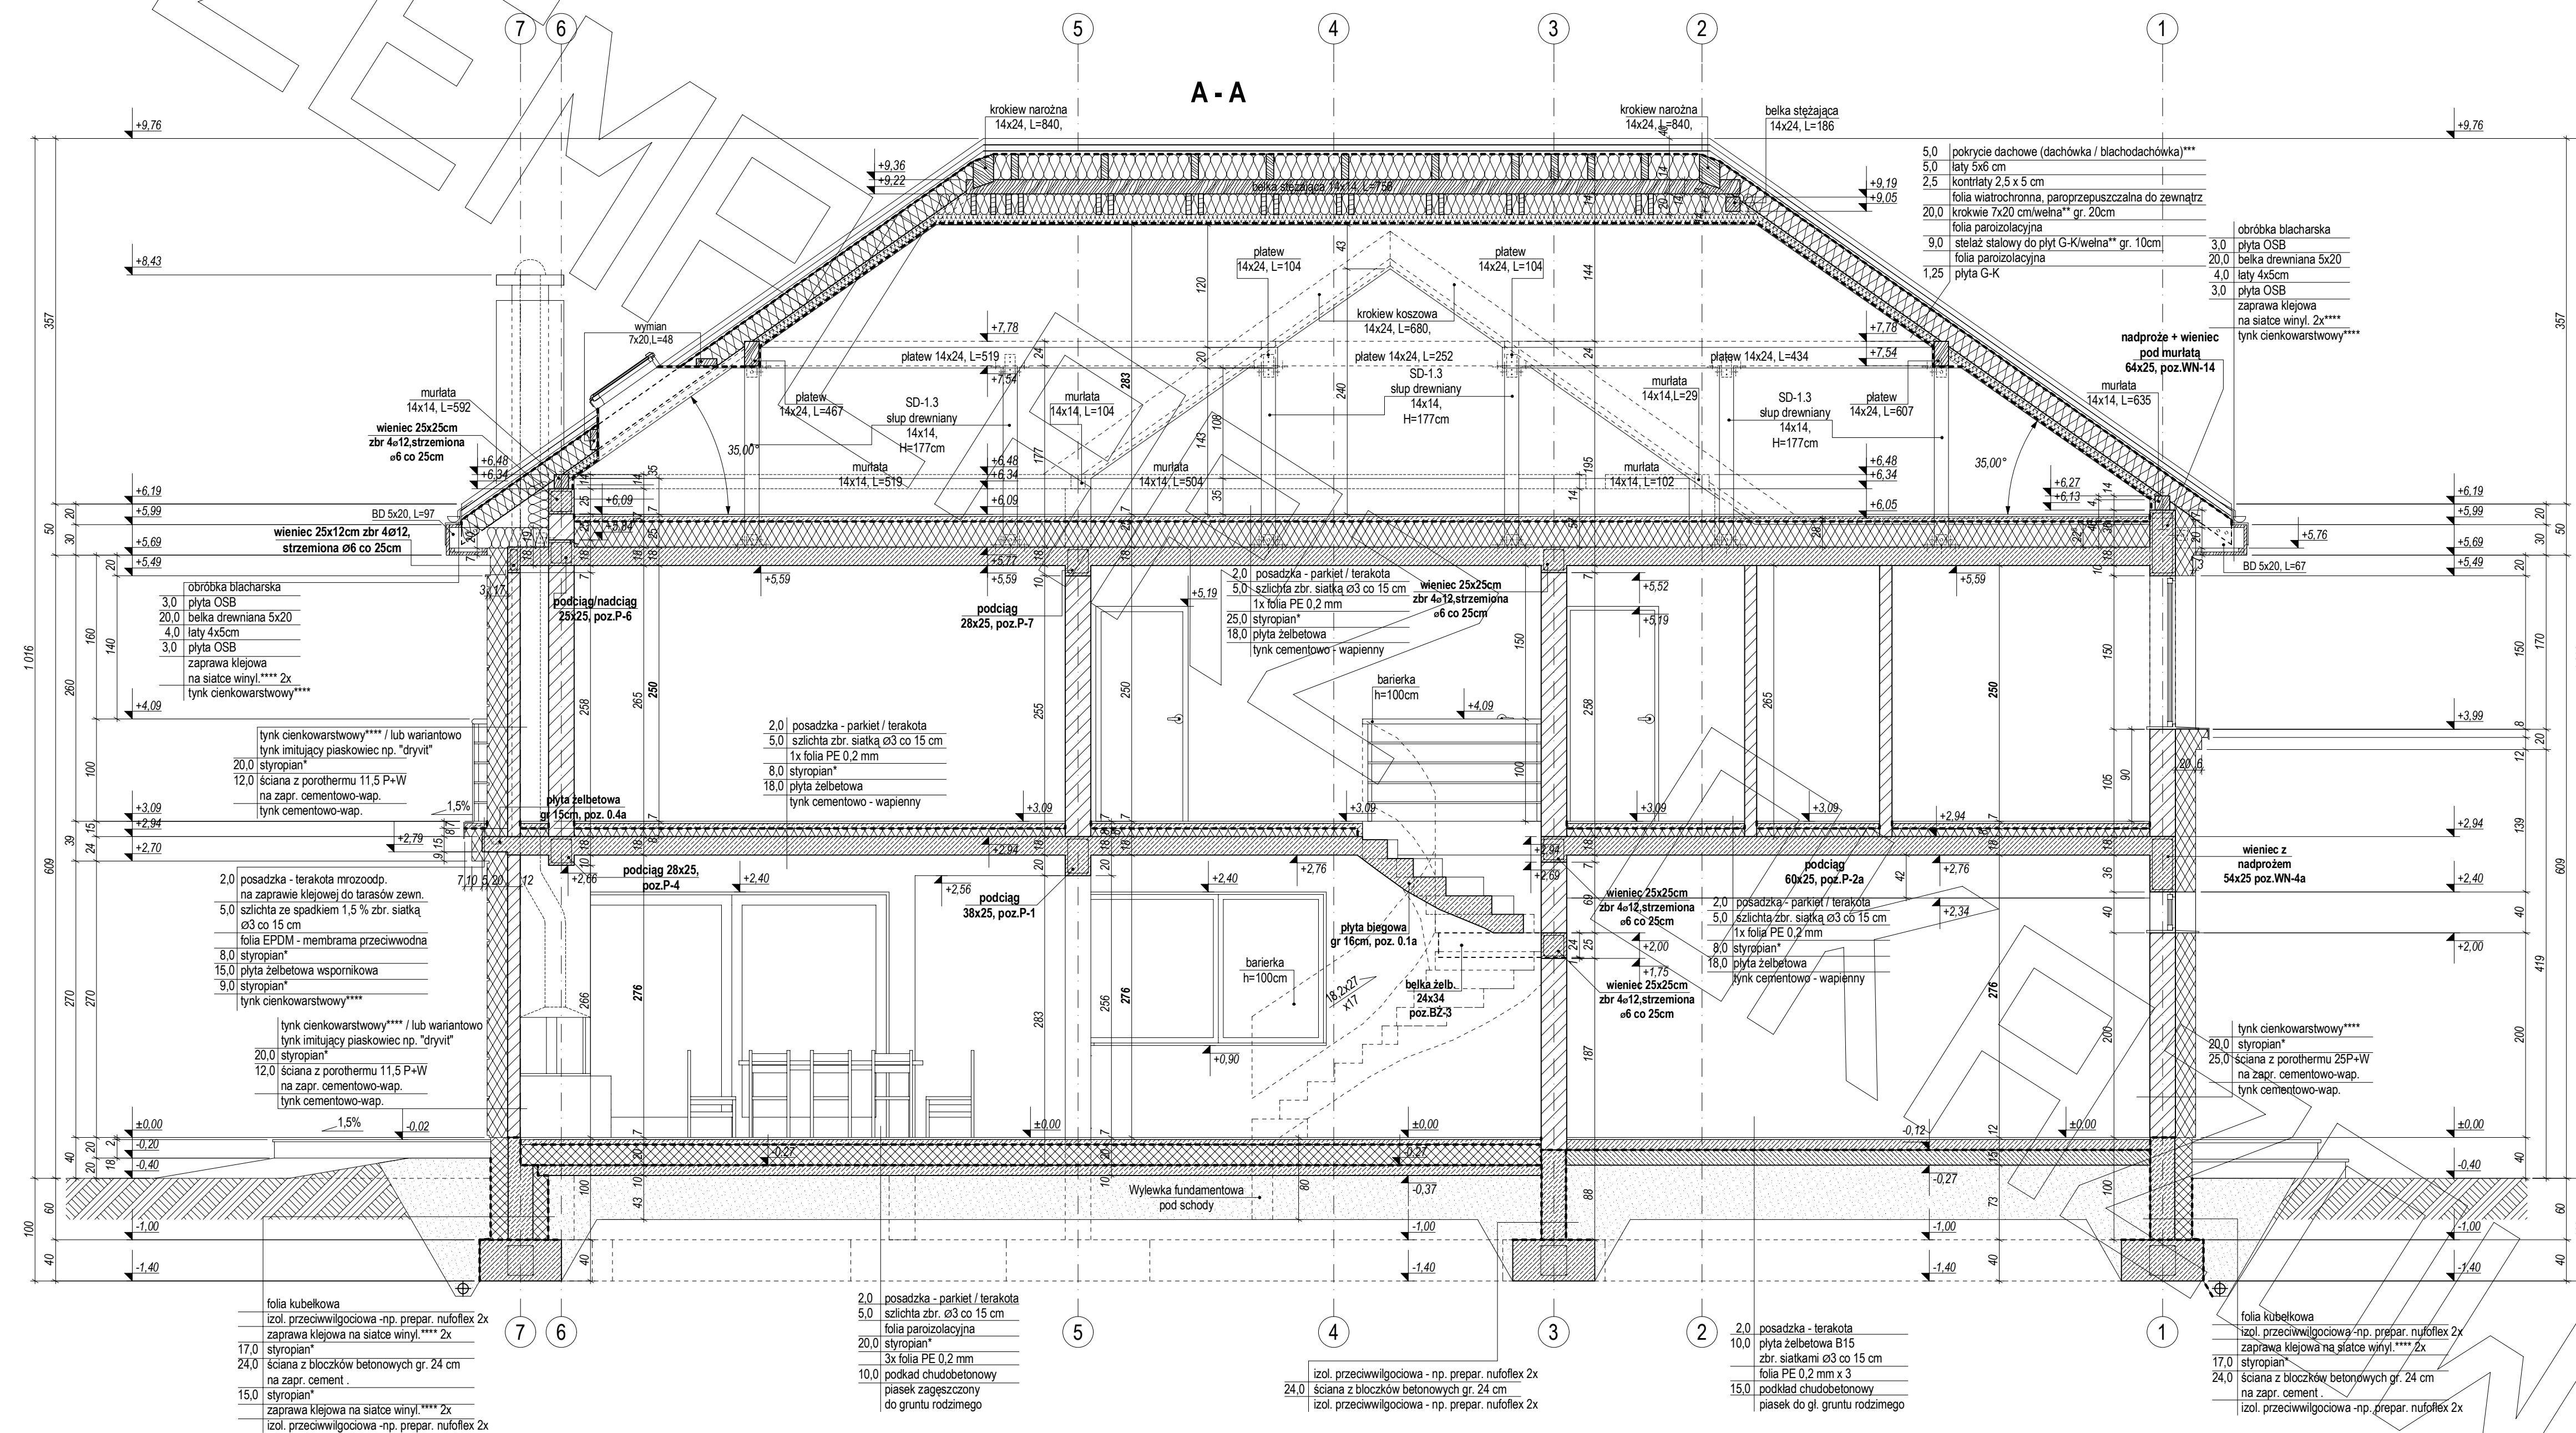 7 6 5 4 3 2 1
A - A
krokiew narożna
14x24, L=840,
krokiew narożna
14x24, L=840,
belka stężająca
14x24, L=186
+9,76
+9,76
+9,36
+9,22
belka stężająca 14x14, L=756
+9,19
+9,05
5,0 pokrycie dachowe (dachówka / blachodachówka)***
5,0 łaty 5x6 cm
2,5 kontrłaty 2,5 x 5 cm
folia wiatrochronna, paroprzepuszczalna do zewnątrz
20,0 krokwie 7x20 cm/wełna** gr. 20cm
folia paroizolacyjna
9,0 stelaż stalowy do płyt G-K/wełna** gr. 10cm
folia paroizolacyjna
1,25 płyta G-K
obróbka blacharska
3,0 płyta OSB
20,0 belka drewniana 5x20
4,0 łaty 4x5cm
3,0 płyta OSB
zaprawa klejowa
na siatce winyl. 2x****
tynk cienkowarstwowy****
+8,43
płatew
14x24, L=104
płatew
14x24, L=104
krokiew koszowa
14x24, L=680,
wymian
7x20,L=48
+7,78
+7,78
+7,54
+7,54
płatew 14x24, L=519
płatew 14x24, L=252
płatew 14x24, L=434
nadproże + wieniec
pod murłatą
64x25, poz.WN-14
murłata
14x14, L=592
płatew
14x24, L=467
SD-1.3
słup drewniany
14x14,
H=177cm
murłata
14x14, L=104
SD-1.3
słup drewniany
14x14,
H=177cm
murłata
14x14,L=29
SD-1.3
słup drewniany
14x14,
H=177cm
płatew
14x24, L=607
murłata
14x14, L=635
wieniec 25x25cm
zbr 4ø12,strzemiona
ø6 co 25cm
35,00°
35,00°
murłata
14x14, L=519
murłata
14x14, L=504
murłata
14x14, L=102
+6,48
+6,34
+6,48
+6,34
+6,48
+6,34
+6,27
+6,13
+6,19
+5,99
+5,69
+5,49
+6,09
+5,84
+6,09
+6,05
+6,19
+5,99
+5,76
+5,69
+5,49
BD 5x20, L=97
BD 5x20, L=67
wieniec 25x12cm zbr 4ø12,
strzemiona ø6 co 25cm
+5,59
+5,77
+5,59
+5,59
+5,52
+5,19
+5,19
obróbka blacharska
3,0 płyta OSB
20,0 belka drewniana 5x20
4,0 łaty 4x5cm
3,0 płyta OSB
zaprawa klejowa
na siatce winyl.**** 2x
tynk cienkowarstwowy****
podciąg/nadciąg
25x25, poz.P-6
podciąg
28x25, poz.P-7
2,0 posadzka - parkiet / terakota
5,0 szlichta zbr. siatką ø3 co 15 cm
1x folia PE 0,2 mm
25,0 styropian*
18,0 płyta żelbetowa
tynk cementowo - wapienny
wieniec 25x25cm
zbr 4ø12,strzemiona
ø6 co 25cm
barierka
h=100cm
+4,09
+4,09
+3,99
tynk cienkowarstwowy**** / lub wariantowo
tynk imitujący piaskowiec np. "dryvit"
20,0 styropian*
12,0 ściana z porothermu 11,5 P+W
na zapr. cementowo-wap.
tynk cementowo-wap.
2,0 posadzka - parkiet / terakota
5,0 szlichta zbr. siatką ø3 co 15 cm
1x folia PE 0,2 mm
8,0 styropian*
18,0 płyta żelbetowa
tynk cementowo - wapienny
1,5%
płyta żelbetowa
gr 15cm, poz. 0.4a
+3,09
+2,94
+2,79
+2,70
+3,09
+3,09
+3,09
+3,09
+2,94
+2,94
+2,94
+2,94
+2,69
+2,66
+2,76
+2,76
+2,56
+2,40
+2,40
+2,40
+2,34
+2,00
+2,00
+1,75
+0,90
podciąg 28x25,
poz.P-4
podciąg
38x25, poz.P-1
podciąg
60x25, poz.P-2a
wieniec z
nadprożem
54x25 poz.WN-4a
2,0 posadzka - terakota mrozoodp.
na zaprawie klejowej do tarasów zewn.
5,0 szlichta ze spadkiem 1,5 % zbr. siatką
ø3 co 15 cm
folia EPDM - membrama przeciwwodna
8,0 styropian*
15,0 płyta żelbetowa wspornikowa
9,0 styropian*
tynk cienkowarstwowy****
płyta biegowa
gr 16cm, poz. 0.1a
barierka
h=100cm
18,2x27
x17
belka żelb.
24x34
poz.BŻ-3
wieniec 25x25cm
zbr 4ø12,strzemiona
ø6 co 25cm
wieniec 25x25cm
zbr 4ø12,strzemiona
ø6 co 25cm
2,0 posadzka - parkiet / terakota
5,0 szlichta zbr. siatką ø3 co 15 cm
1x folia PE 0,2 mm
8,0 styropian*
18,0 płyta żelbetowa
tynk cementowo - wapienny
tynk cienkowarstwowy**** / lub wariantowo
tynk imitujący piaskowiec np. "dryvit"
20,0 styropian*
12,0 ściana z porothermu 11,5 P+W
na zapr. cementowo-wap.
tynk cementowo-wap.
tynk cienkowarstwowy****
20,0 styropian*
25,0 ściana z porothermu 25P+W
na zapr. cementowo-wap.
tynk cementowo-wap.
1,5%
-0,02
±0,00
-0,20
-0,40
±0,00
±0,00
-0,12
±0,00
±0,00
-0,27
-0,27
-0,27
-0,37
-0,40
Wylewka fundamentowa
pod schody
-1,00
-1,40
-1,00
-1,40
-1,00
-1,40
-1,00
-1,40
357
50
1 016
609
100
260
270
276
250
283
7 6 5 4 3 2 1
folia kubełkowa
izol. przeciwwilgociowa -np. prepar. nufoflex 2x
zaprawa klejowa na siatce winyl.**** 2x
17,0 styropian*
24,0 ściana z bloczków betonowych gr. 24 cm
na zapr. cement .
15,0 styropian*
zaprawa klejowa na siatce winyl.**** 2x
izol. przeciwwilgociowa -np. prepar. nufoflex 2x
2,0 posadzka - parkiet / terakota
5,0 szlichta zbr. ø3 co 15 cm
folia paroizolacyjna
20,0 styropian*
3x folia PE 0,2 mm
10,0 podkad chudobetonowy
piasek zagęszczony
do gruntu rodzimego
izol. przeciwwilgociowa - np. prepar. nufoflex 2x
24,0 ściana z bloczków betonowych gr. 24 cm
izol. przeciwwilgociowa - np. prepar. nufoflex 2x
2,0 posadzka - terakota
10,0 płyta żelbetowa B15
zbr. siatkami ø3 co 15 cm
folia PE 0,2 mm x 3
15,0 podkład chudobetonowy
piasek do gł. gruntu rodzimego
folia kubełkowa
izol. przeciwwilgociowa -np. prepar. nufoflex 2x
zaprawa klejowa na siatce winyl.**** 2x
17,0 styropian*
24,0 ściana z bloczków betonowych gr. 24 cm
na zapr. cement .
izol. przeciwwilgociowa -np. prepar. nufoflex 2x